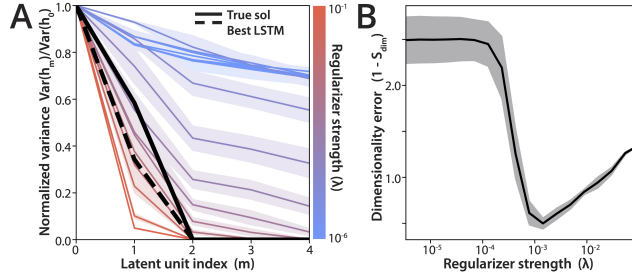 A
Normalized variance Var(hₘ)/Var(h₀)
1.0
0.8
0.6
0.4
0.2
0.0
0
1
2
3
4
Latent unit index (m)
True sol
Best LSTM
10⁻¹
Regularizer strength (λ)
10⁻⁶
B
Dimensionality error (1 - S_dim)
2.0
1.0
10⁻⁵
10⁻⁴
10⁻³
10⁻²
Regularizer strength (λ)